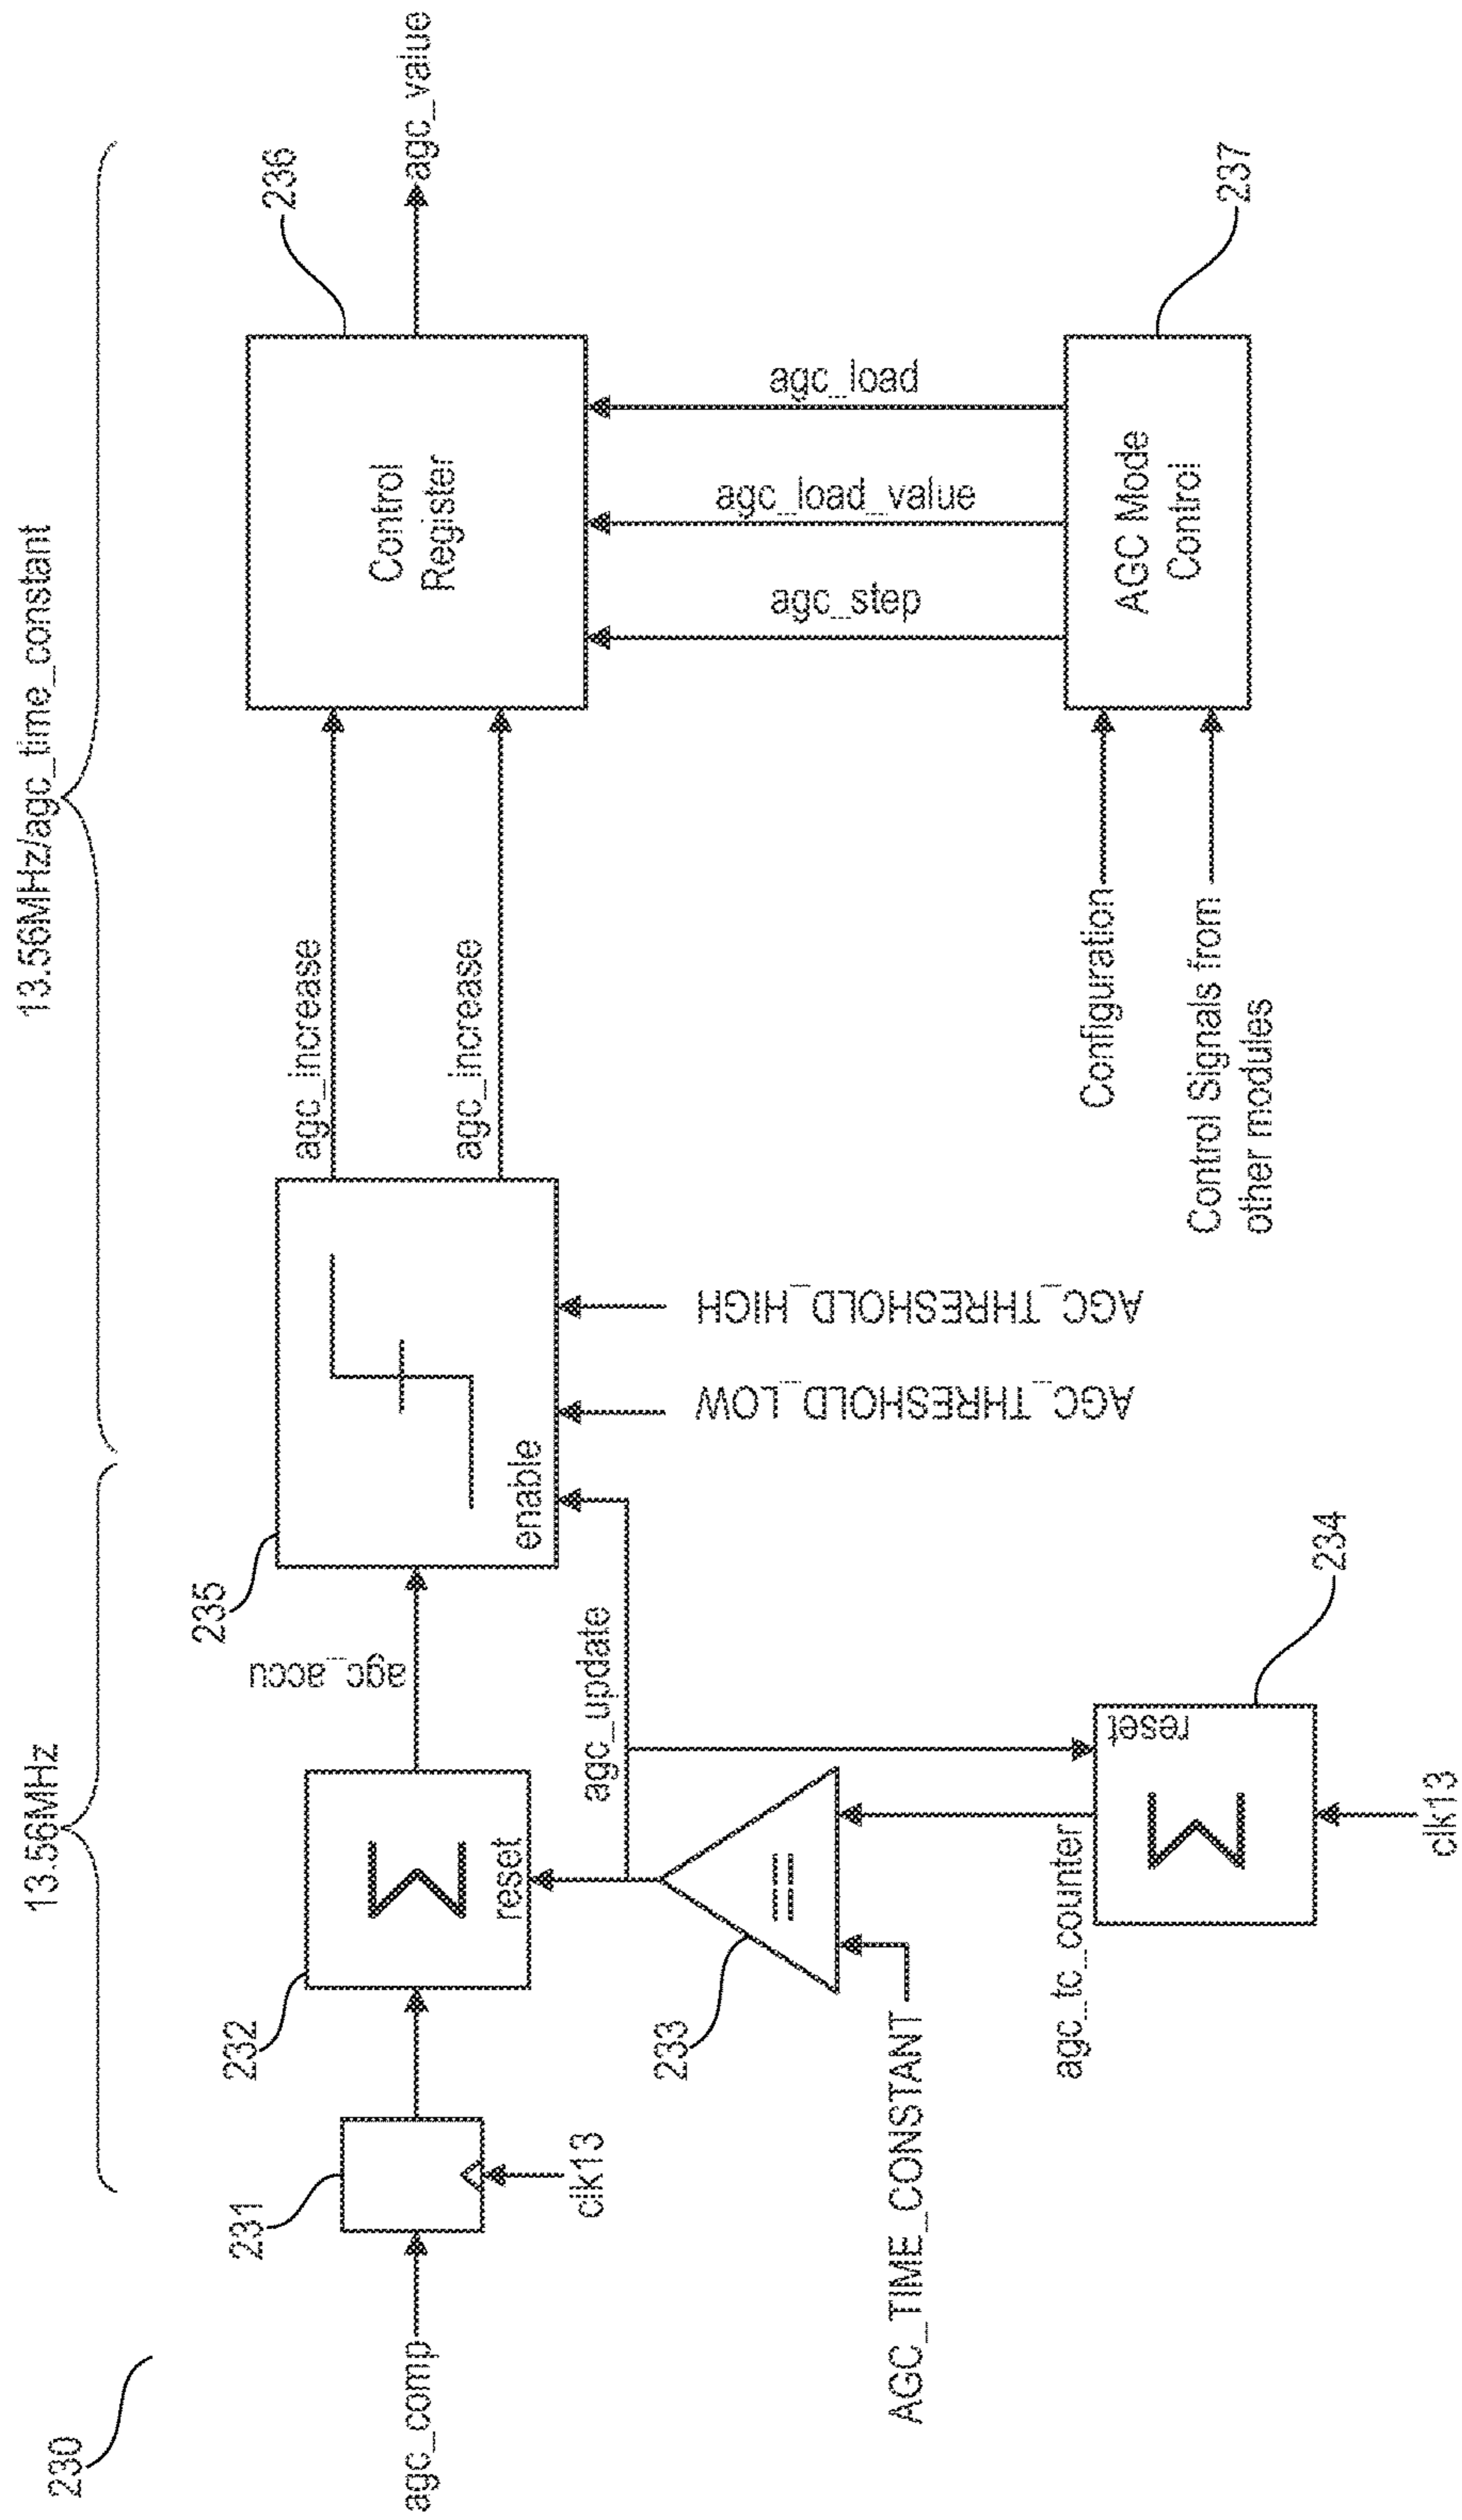 230
13.56MHz
13.56MHz/agc_time_constant
agc_comp
231
clk13
232
Σ
reset
agc_accu
235
enable
agc_increase
agc_increase
236
Control
Register
agc_value
233
=
agc_update
AGC_TIME_CONSTANT
AGC_THRESHOLD_LOW
AGC_THRESHOLD_HIGH
agc_step
agc_load_value
agc_load
agc_tc_counter
reset
Σ
234
clk13
Configuration
Control Signals from
other modules
AGC Mode
Control
237